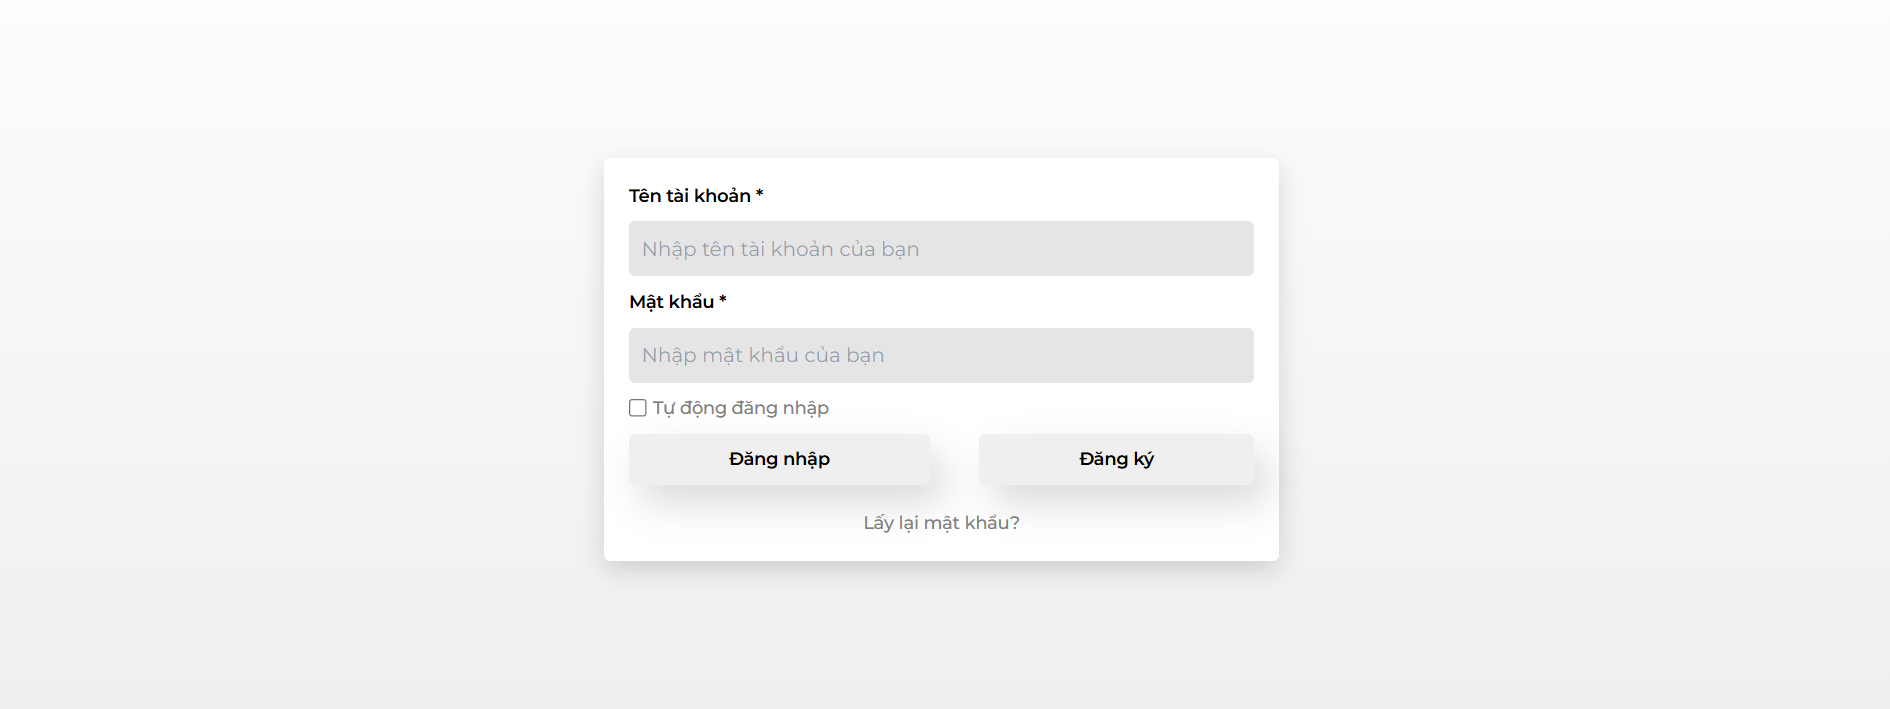 Tên tài khoản *
Nhập tên tài khoản của bạn
Mật khẩu *
Nhập mật khẩu của bạn
Tự động đăng nhập
Đăng nhập
Đăng ký
Lấy lại mật khẩu?